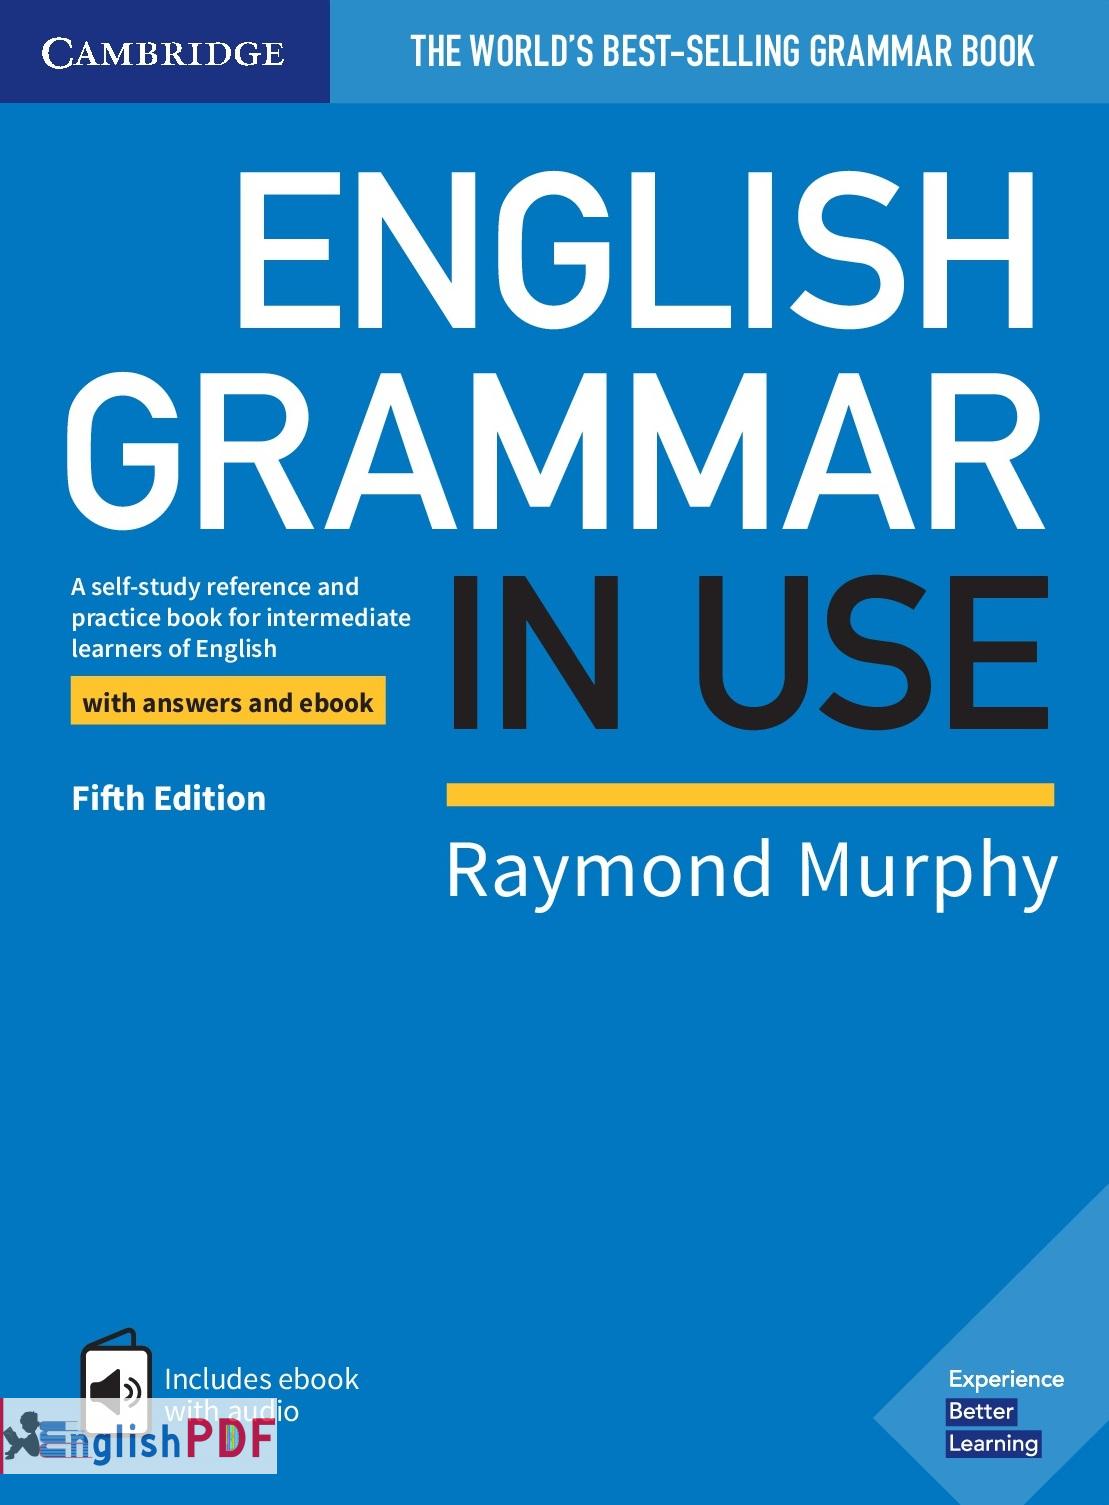 CAMBRIDGE
THE WORLD'S BEST-SELLING GRAMMAR BOOK
ENGLISH
GRAMMAR
IN USE
A self-study reference and
practice book for intermediate
learners of English
with answers and ebook
Fifth Edition
Raymond Murphy
Includes ebook
with audio
EnglishPDF
Experience
Better
Learning